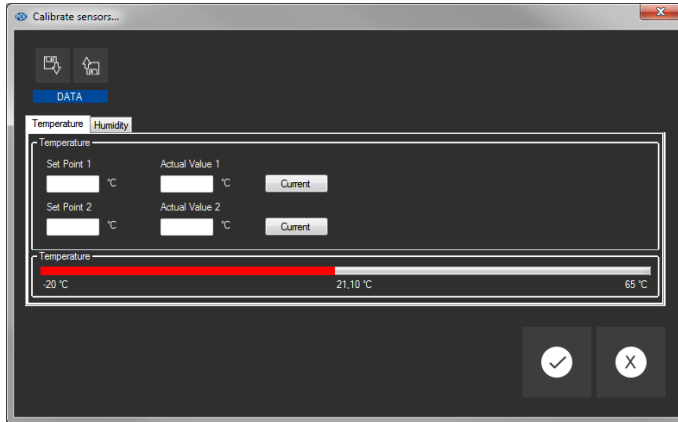 Calibrate sensors...
DATA
Temperature Humidity
Temperature
Set Point 1 Actual Value 1
°C °C Current
Set Point 2 Actual Value 2
°C °C Current
Temperature
-20 °C 21,10 °C 65 °C
X